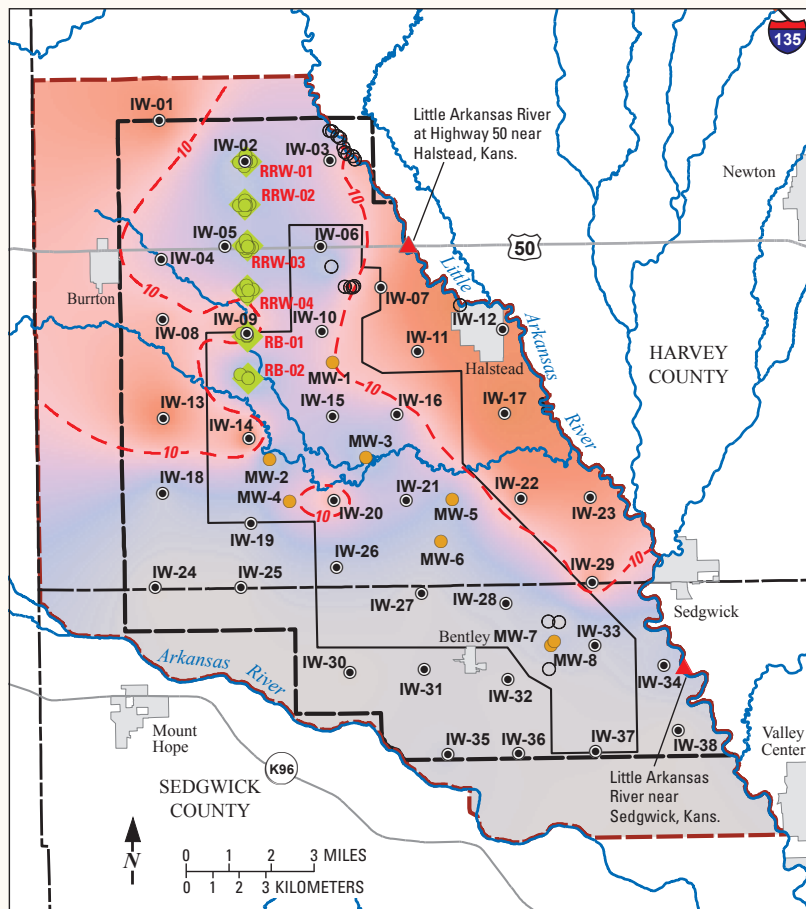 135
IW-01
Little Arkansas River
at Highway 50 near
Halstead, Kans.
10
IW-02
IW-03
RRW-01
Newton
10
RRW-02
IW-05
IW-06
50
IW-04
RRW-03
Little
Burrton
RRW-04
IW-07
10
IW-08
IW-09
IW-10
IW-12
Arkansas
RB-01
IW-11
HARVEY
COUNTY
RB-02
MW-1
Halstead
10
IW-13
IW-15
IW-16
IW-17
River
10
IW-14
MW-3
MW-2
IW-18
MW-4
IW-21
IW-22
10
IW-20
MW-5
IW-23
IW-19
MW-6
IW-26
10
IW-24
IW-25
IW-29
IW-27
IW-28
Sedgwick
MW-7
IW-33
Bentley
MW-8
Arkansas River
IW-30
IW-31
IW-32
IW-34
Mount
Hope
IW-35
IW-36
IW-37
IW-38
Valley
Center
K96
SEDGWICK
COUNTY
Little Arkansas
River near
Sedgwick, Kans.
N
0 1 2 3 MILES
0 1 2 3 KILOMETERS